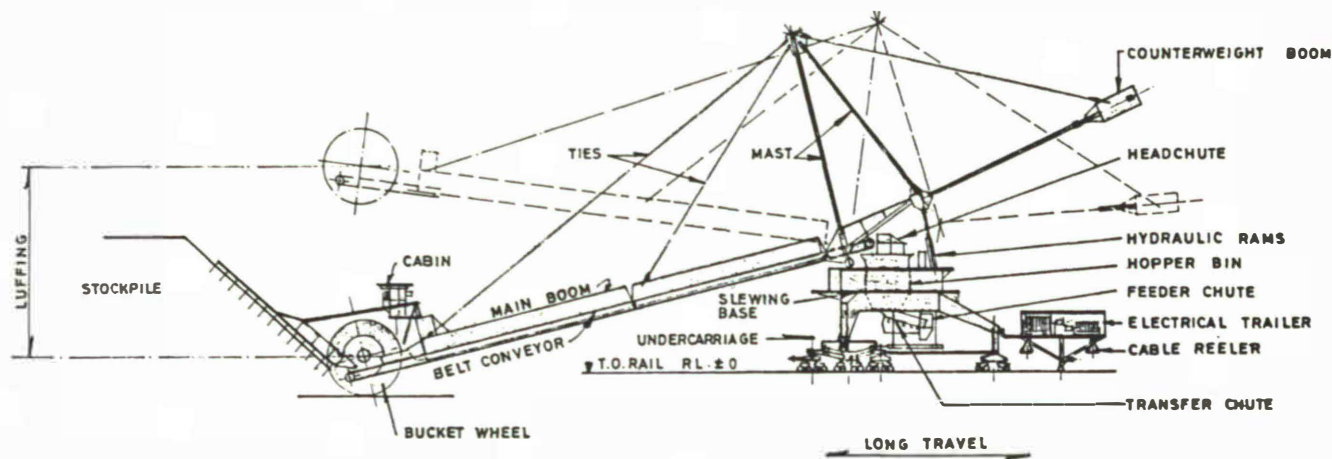 COUNTERWEIGHT BOOM
TIES
MAST
HEADCHUTE
LUFFING
HYDRAULIC RAMS
CABIN
HOPPER BIN
STOCKPILE
MAIN BOOM
SLEWING
BASE
FEEDER CHUTE
ELECTRICAL TRAILER
UNDERCARRIAGE
BELT CONVEYOR
CABLE REELER
T.O. RAIL RL.±0
TRANSFER CHUTE
BUCKET WHEEL
LONG TRAVEL